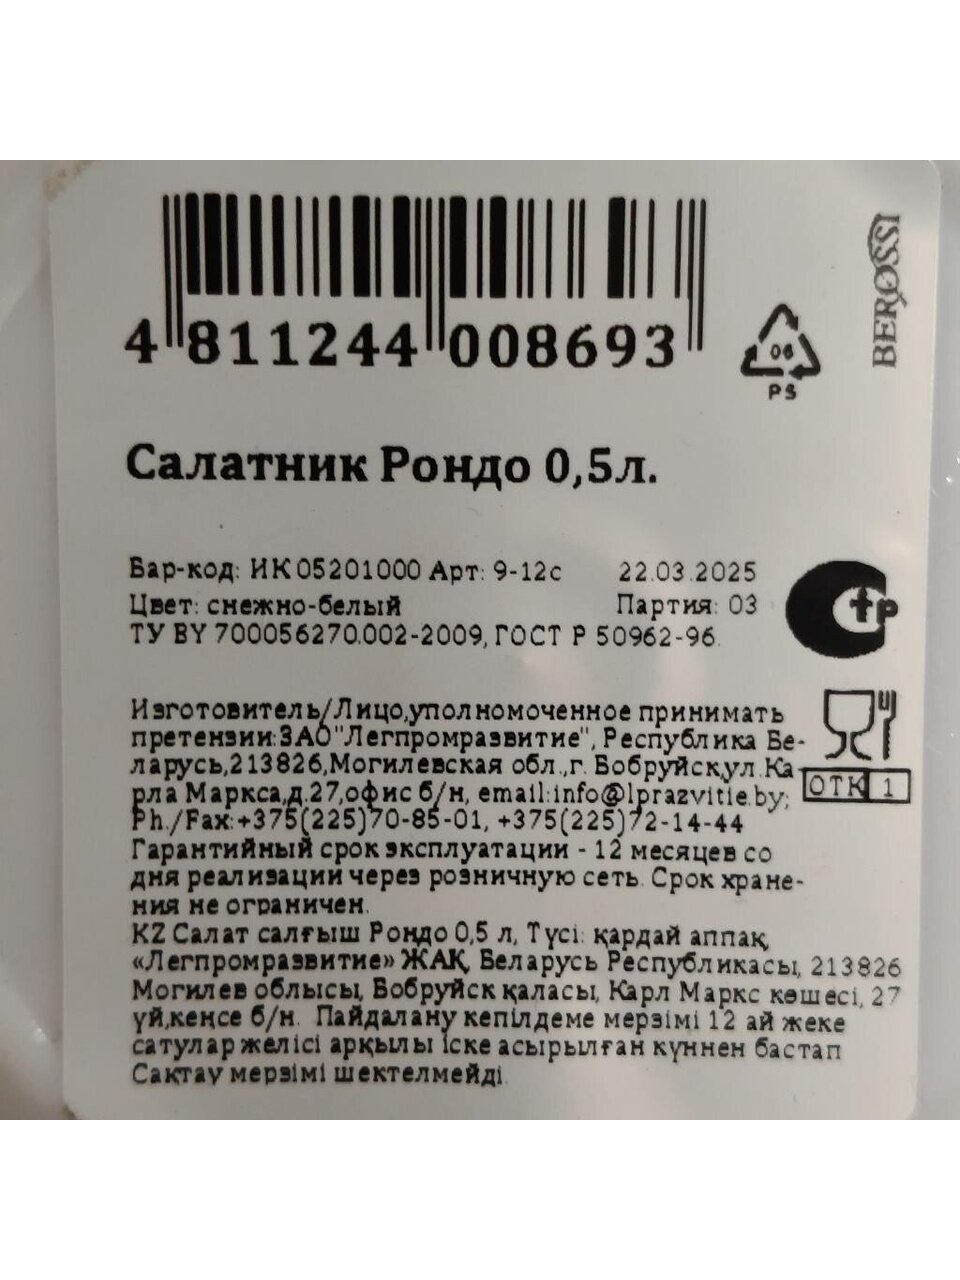 4 811244 008693
BEROSSI
06
PS
Салатник Рондо 0,5л.
Бар-код: ИК 05201000 Арт: 9-12с 22.03.2025
Цвет: снежно-белый Партия: 03
ТУ BY 700056270.002-2009, ГОСТ Р 50962-96.
Стр
Изготовитель/Лицо,уполномоченное принимать
претензии:ЗАО"Легпромразвитие", Республика Бе-
ларусь,213826,Могилевская обл.,г. Бобруйск,ул.Ка-
рла Маркса,д.27,офис б/н, email:info@lprazvitie.by;
Ph./Fax:+375(225)70-85-01, +375(225)72-14-44
Гарантийный срок эксплуатации - 12 месяцев со
дня реализации через розничную сеть. Срок хране-
ния не ограничен.
ОТК 1
KZ Салат салғыш Рондо 0,5 л, Түсі: қардай аппақ,
«Легпромразвитие» ЖАҚ, Беларусь Республикасы, 213826
Могилев облысы, Бобруйск қаласы, Карл Маркс көшесі, 27
үй,кеңсе б/н. Пайдалану кепілдеме мерзімі 12 ай жеке
сатулар желісі арқылы іске асырылған күннен бастап
Сақтау мерзімі шектелмейді.